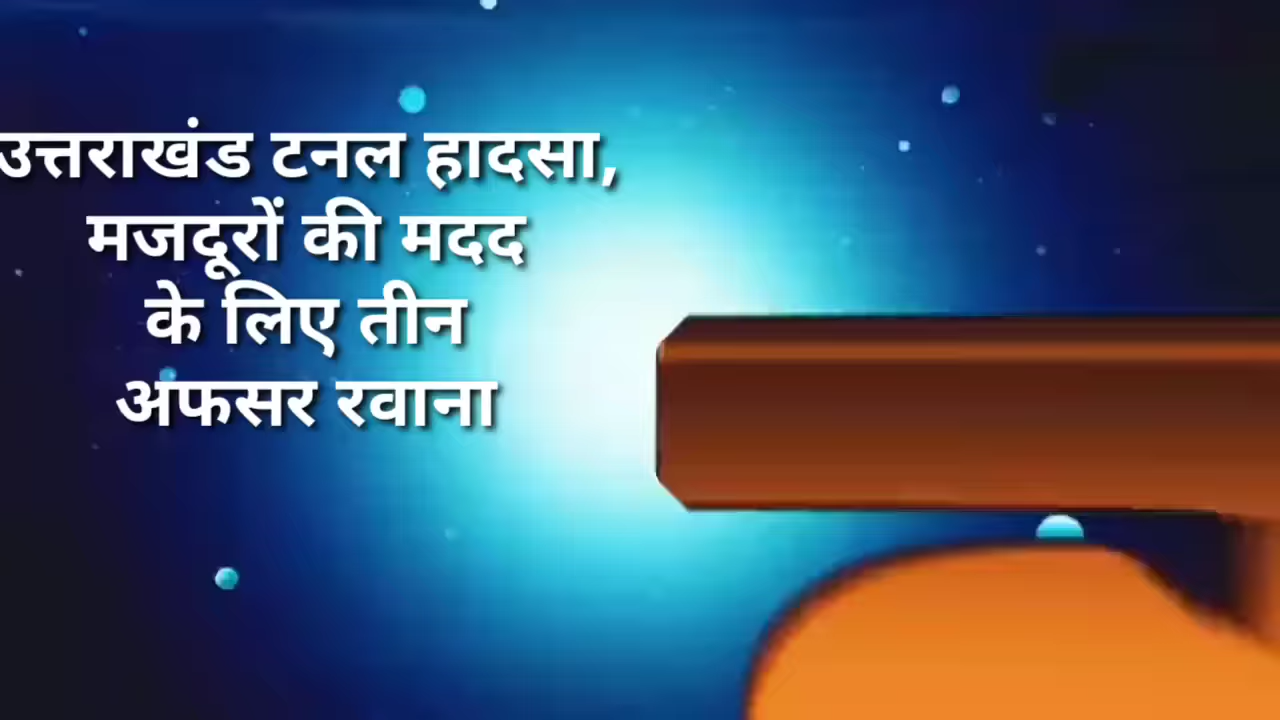 उत्तराखंड टनल हादसा,
मजदूरों की मदद
के लिए तीन
अफसर रवाना